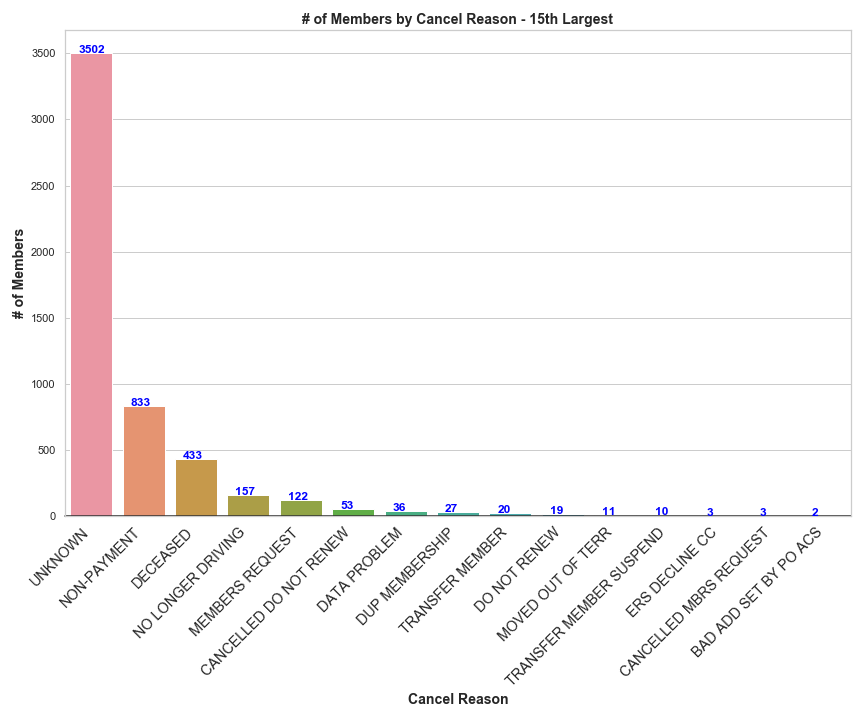 # of Members by Cancel Reason - 15th Largest
# of Members
3500
3000
2500
2000
1500
1000
500
0
3502
833
433
157
122
53
36
27
20
19
11
10
3
3
2
UNKNOWN
NON-PAYMENT
DECEASED
NO LONGER DRIVING
MEMBERS REQUEST
CANCELLED DO NOT RENEW
DATA PROBLEM
DUP MEMBERSHIP
TRANSFER MEMBER
DO NOT RENEW
MOVED OUT OF TERR
TRANSFER MEMBER SUSPEND
ERS DECLINE CC
CANCELLED MBRS REQUEST
BAD ADD SET BY PO ACS
Cancel Reason